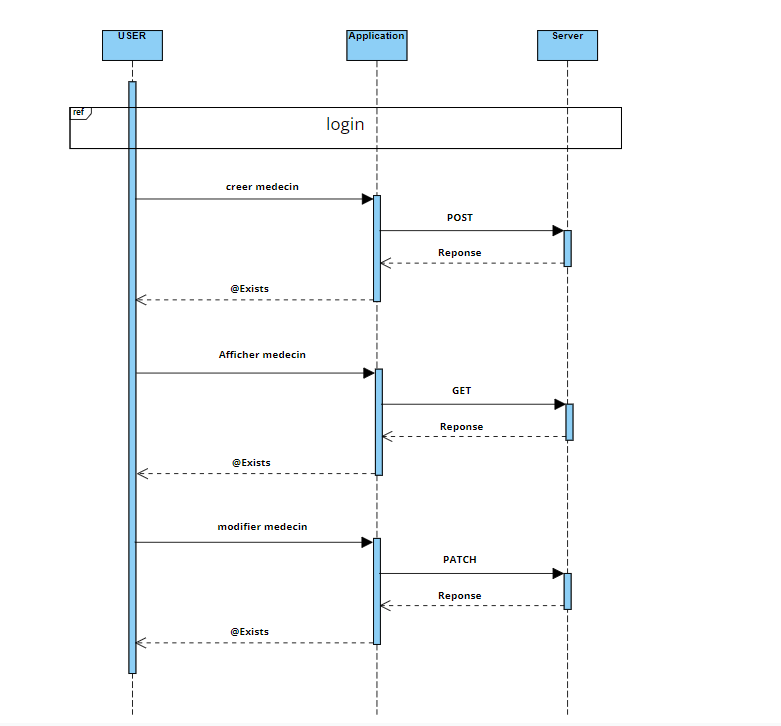 USER
Application
Server
ref
login
creer medecin
POST
Reponse
@Exists
Afficher medecin
GET
Reponse
@Exists
modifier medecin
PATCH
Reponse
@Exists